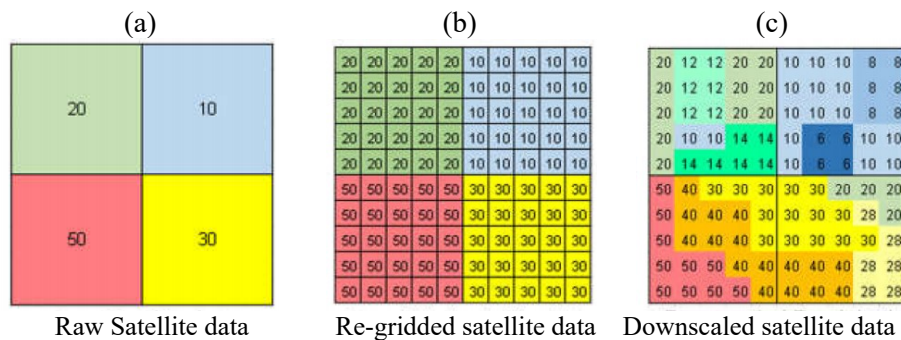 (a)
20 10
50 30
Raw Satellite data
(b)
20 20 20 20 20 10 10 10 10 10
20 20 20 20 20 10 10 10 10 10
20 20 20 20 20 10 10 10 10 10
20 20 20 20 20 10 10 10 10 10
20 20 20 20 20 10 10 10 10 10
50 50 50 50 50 30 30 30 30 30
50 50 50 50 50 30 30 30 30 30
50 50 50 50 50 30 30 30 30 30
50 50 50 50 50 30 30 30 30 30
50 50 50 50 50 30 30 30 30 30
Re-gridded satellite data
(c)
20 12 12 20 20 10 10 10 8 8
20 12 12 20 20 10 10 10 8 8
20 12 12 20 20 10 10 10 8 8
20 10 10 14 14 10 6 6 10 10
20 14 14 14 14 10 6 6 10 10
50 40 30 30 30 30 30 20 20 20
50 40 40 40 30 30 30 30 28 20
50 40 40 40 30 30 30 30 30 28
50 50 50 40 40 40 40 40 28 28
50 50 50 50 40 40 40 40 28 28
Downscaled satellite data